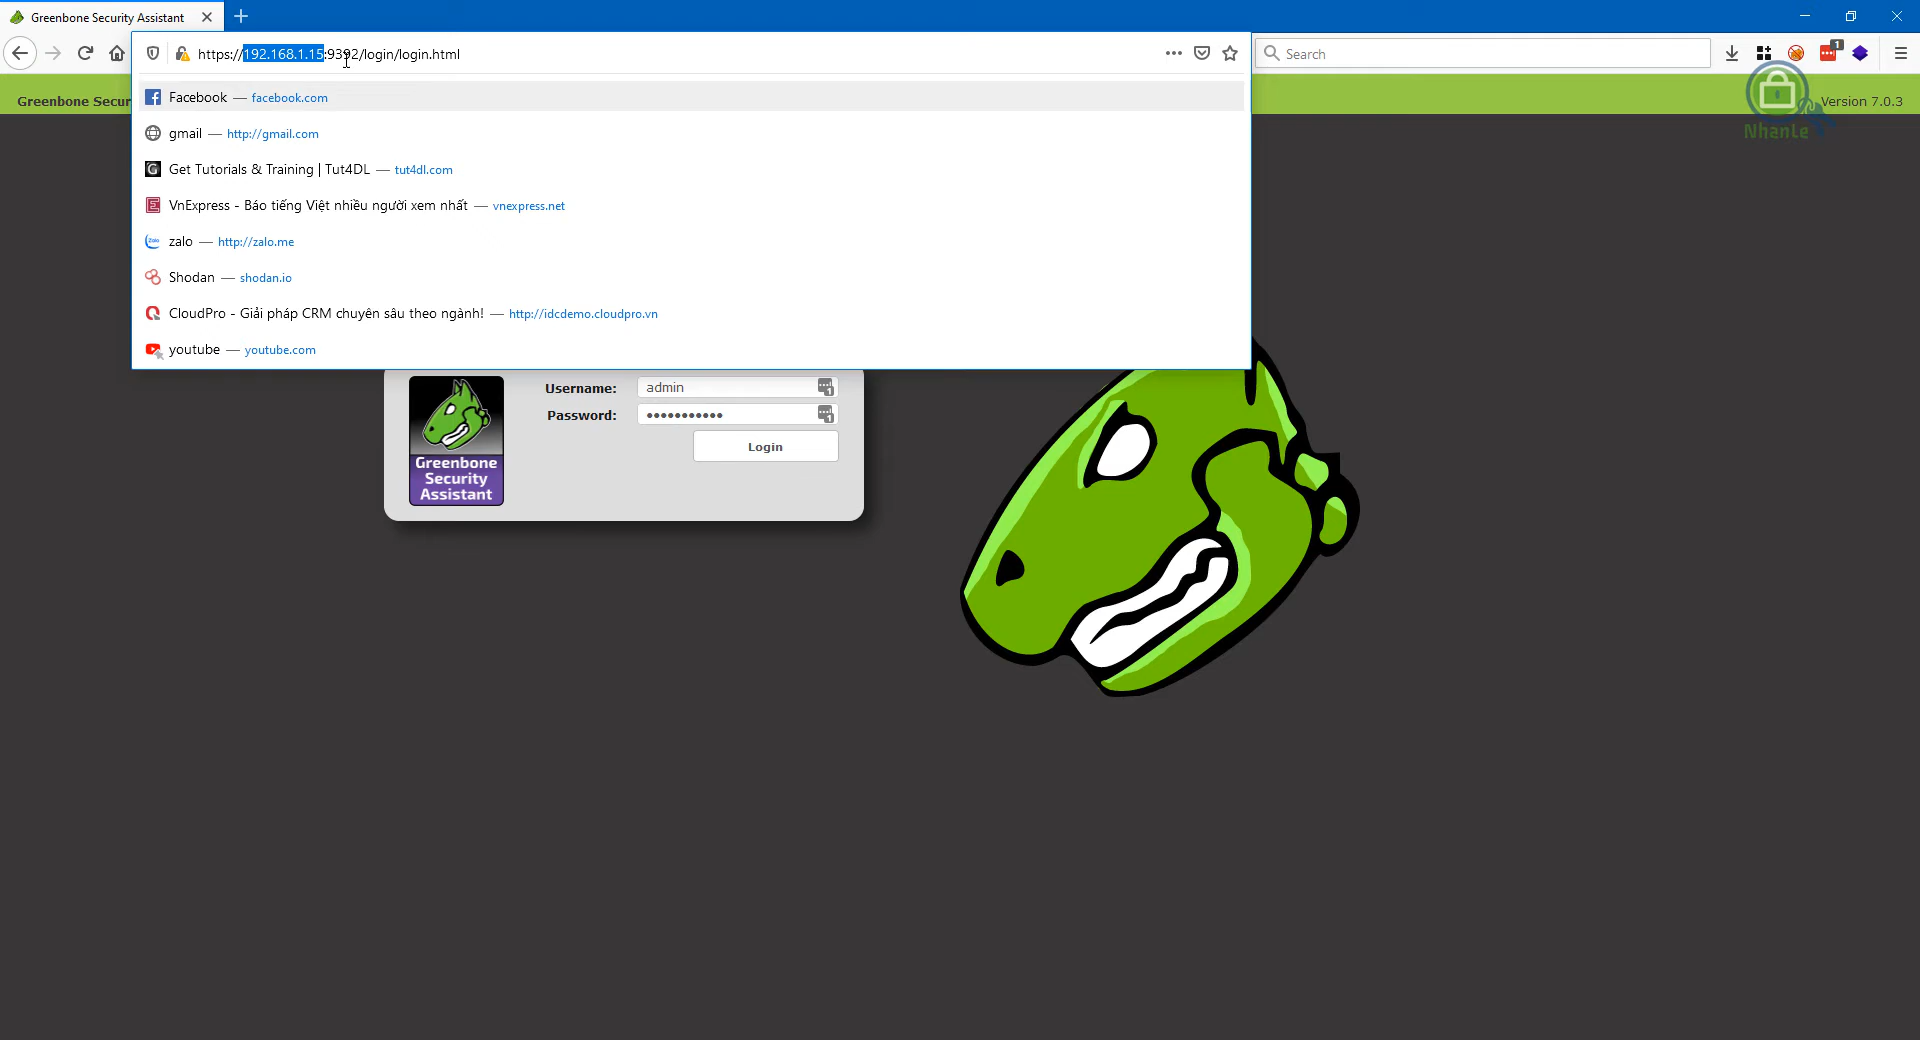 Greenbone Security Assistant
https://192.168.1.15:9392/login/login.html
Search
1
Greenbone Secur
Version 7.0.3
NhanLe
Facebook — facebook.com
gmail — http://gmail.com
Get Tutorials & Training | Tut4DL — tut4dl.com
VnExpress - Báo tiếng Việt nhiều người xem nhất — vnexpress.net
zalo — http://zalo.me
Shodan — shodan.io
CloudPro - Giải pháp CRM chuyên sâu theo ngành! — http://idcdemo.cloudpro.vn
youtube — youtube.com
Username: admin
Password: •••••••••••
Login
Greenbone
Security
Assistant